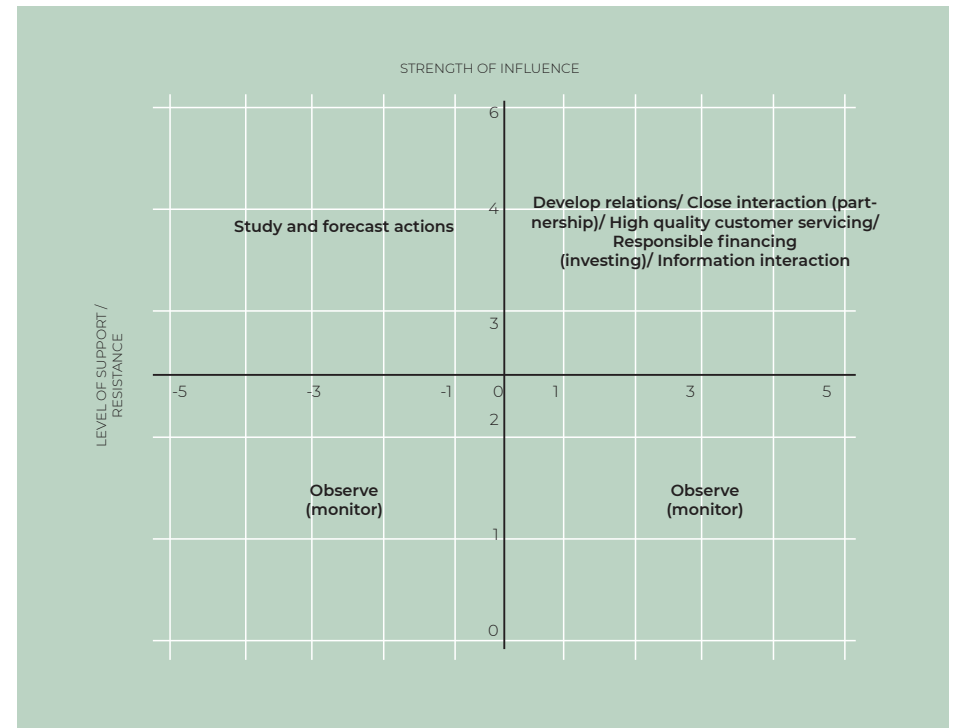 STRENGTH OF INFLUENCE
6
4
Develop relations/ Close interaction (part-
nership)/ High quality customer servicing/
Responsible financing
(investing)/ Information interaction
Study and forecast actions
3
LEVEL OF SUPPORT /
RESISTANCE
-5 -3 -1 0 1 3 5
2
Observe
(monitor)
Observe
(monitor)
1
0